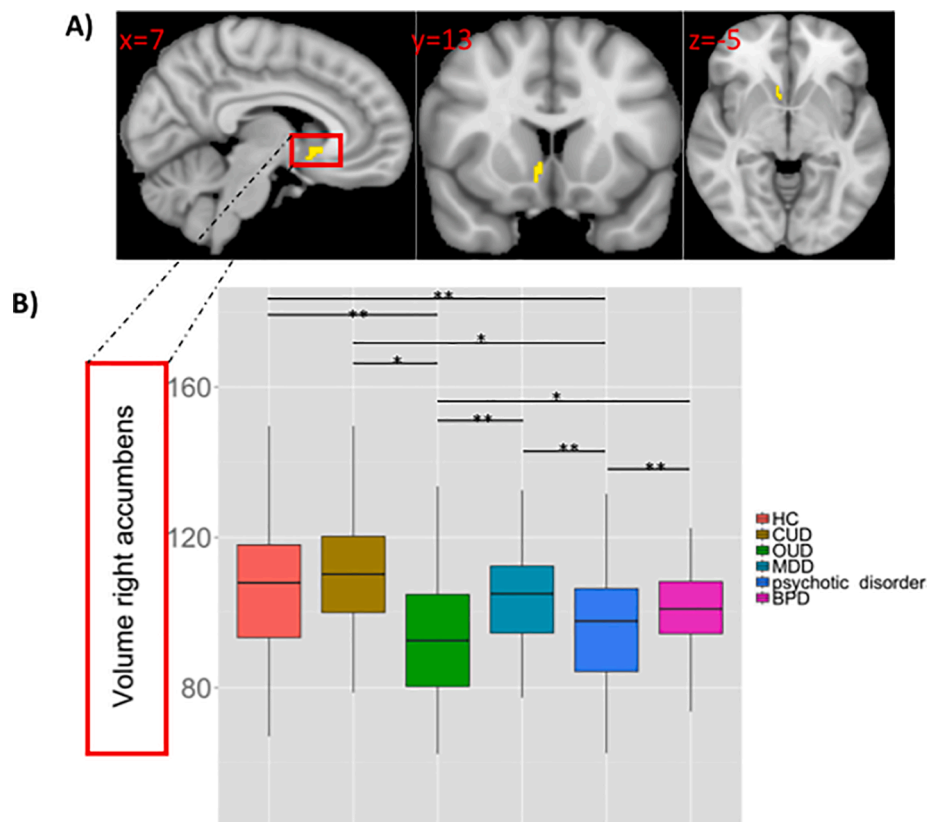 A)
x=7
y=13
z=-5
B)
**
**
*
*
*
**
**
**
160
120
80
Volume right accumbens
HC
CUD
OUD
MDD
psychotic disorder
BPD